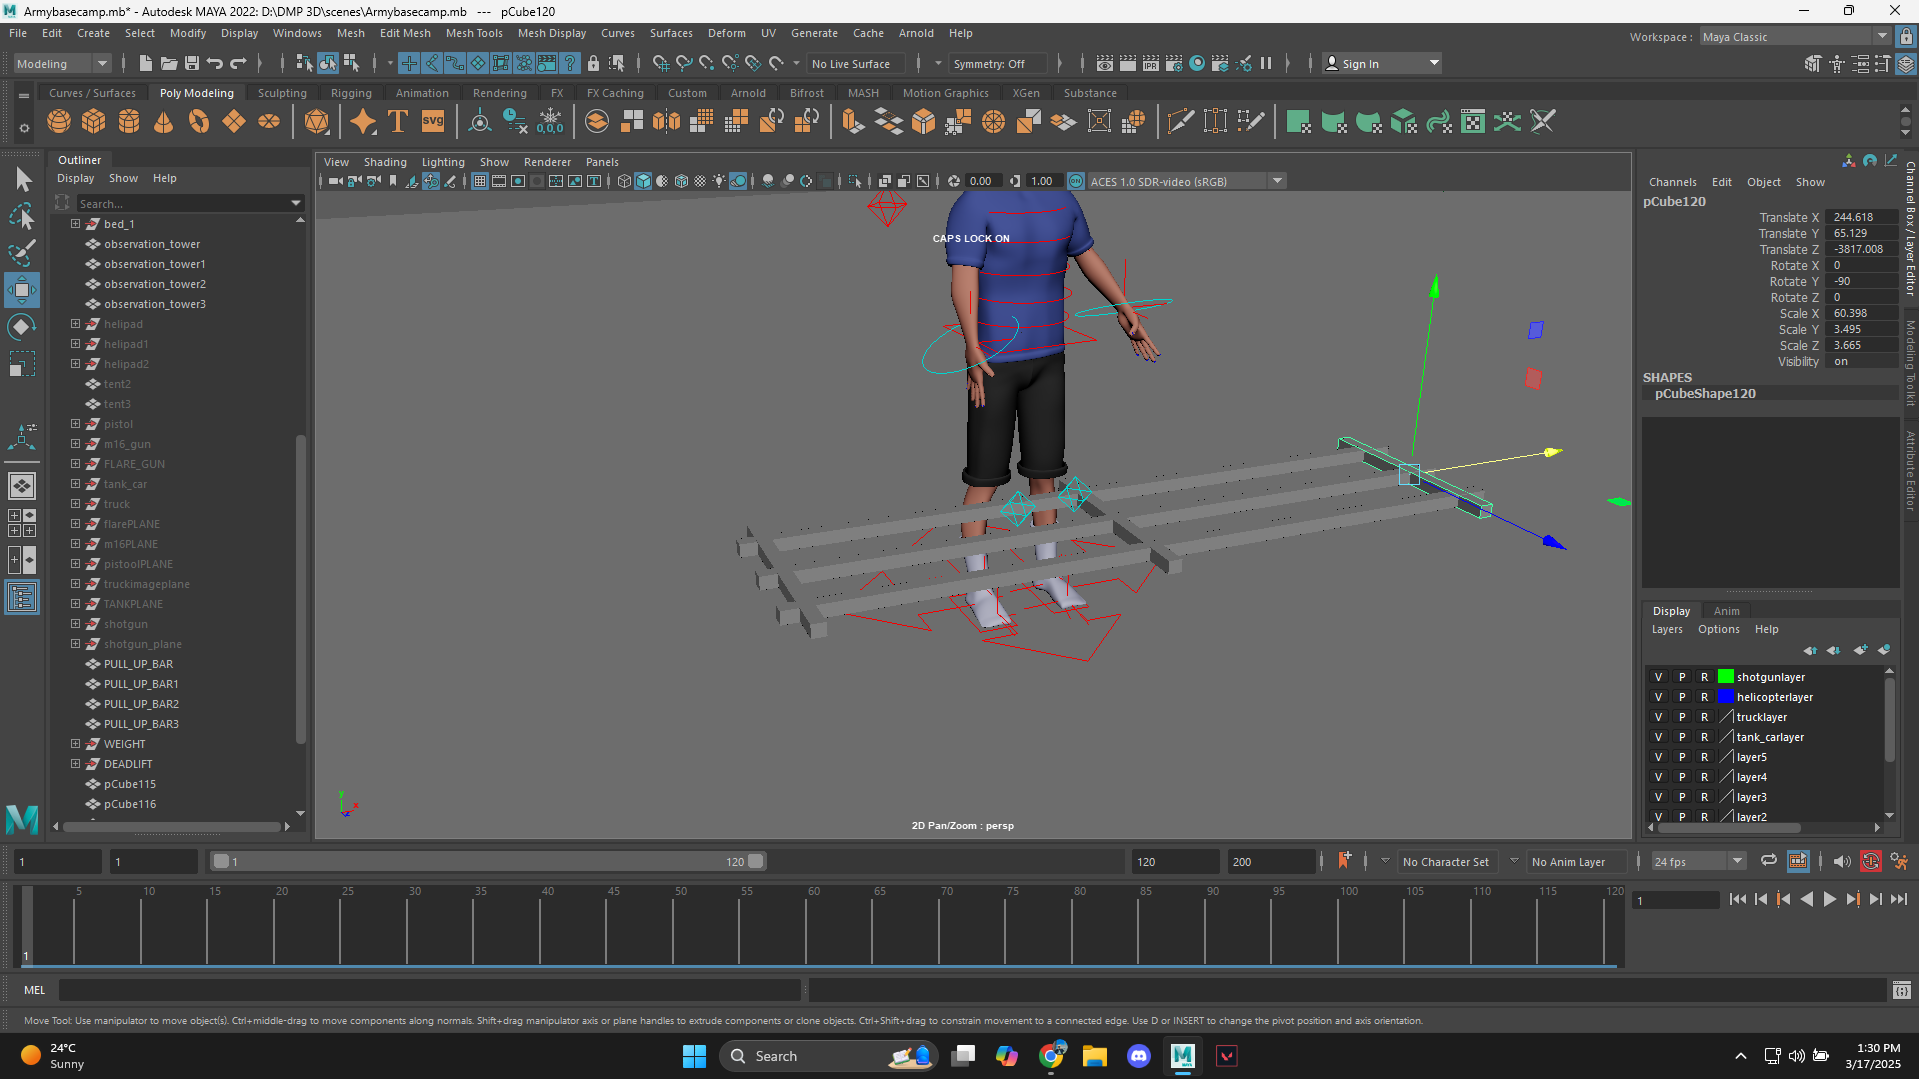 Armybasecamp.mb* - Autodesk MAYA 2022: D:\DMP 3D\scenes\Armybasecamp.mb --- pCube120
File Edit Create Select Modify Display Windows Mesh Edit Mesh Mesh Tools Mesh Display Curves Surfaces Deform UV Generate Cache Arnold Help
Workspace : Maya Classic
Modeling
No Live Surface
Symmetry: Off
Sign In
Curves / Surfaces Poly Modeling Sculpting Rigging Animation Rendering FX FX Caching Custom Arnold Bifrost MASH Motion Graphics XGen Substance
Outliner
Display Show Help
Search...
bed_1
observation_tower
observation_tower1
observation_tower2
observation_tower3
helipad
helipad1
helipad2
tent2
tent3
pistol
m16_gun
FLARE_GUN
tank_car
truck
flarePLANE
m16PLANE
pistoolPLANE
truckimageplane
TANKPLANE
shotgun
shotgun_plane
PULL_UP_BAR
PULL_UP_BAR1
PULL_UP_BAR2
PULL_UP_BAR3
WEIGHT
DEADLIFT
pCube115
pCube116
View Shading Lighting Show Renderer Panels
0.00
1.00
ACES 1.0 SDR-video (sRGB)
CAPS LOCK ON
2D Pan/Zoom : persp
Channels Edit Object Show
pCube120
Translate X 244.618
Translate Y 65.129
Translate Z -3817.008
Rotate X 0
Rotate Y -90
Rotate Z 0
Scale X 60.398
Scale Y 3.495
Scale Z 3.665
Visibility on
SHAPES
pCubeShape120
Channel Box / Layer Editor
Modeling Toolkit
Attribute Editor
Display Anim
Layers Options Help
V P R shotgunlayer
V P R helicopterlayer
V P R trucklayer
V P R tank_carlayer
V P R layer5
V P R layer4
V P R layer3
V P R layer2
1
1
1
120
120
200
No Character Set
No Anim Layer
24 fps
5 10 15 20 25 30 35 40 45 50 55 60 65 70 75 80 85 90 95 100 105 110 115 120
1
1
MEL
Move Tool: Use manipulator to move object(s). Ctrl+middle-drag to move components along normals. Shift+drag manipulator axis or plane handles to extrude components or clone objects. Ctrl+Shift+drag to constrain movement to a connected edge. Use D or INSERT to change the pivot position and axis orientation.
24°C
Sunny
Search
1:30 PM
3/17/2025